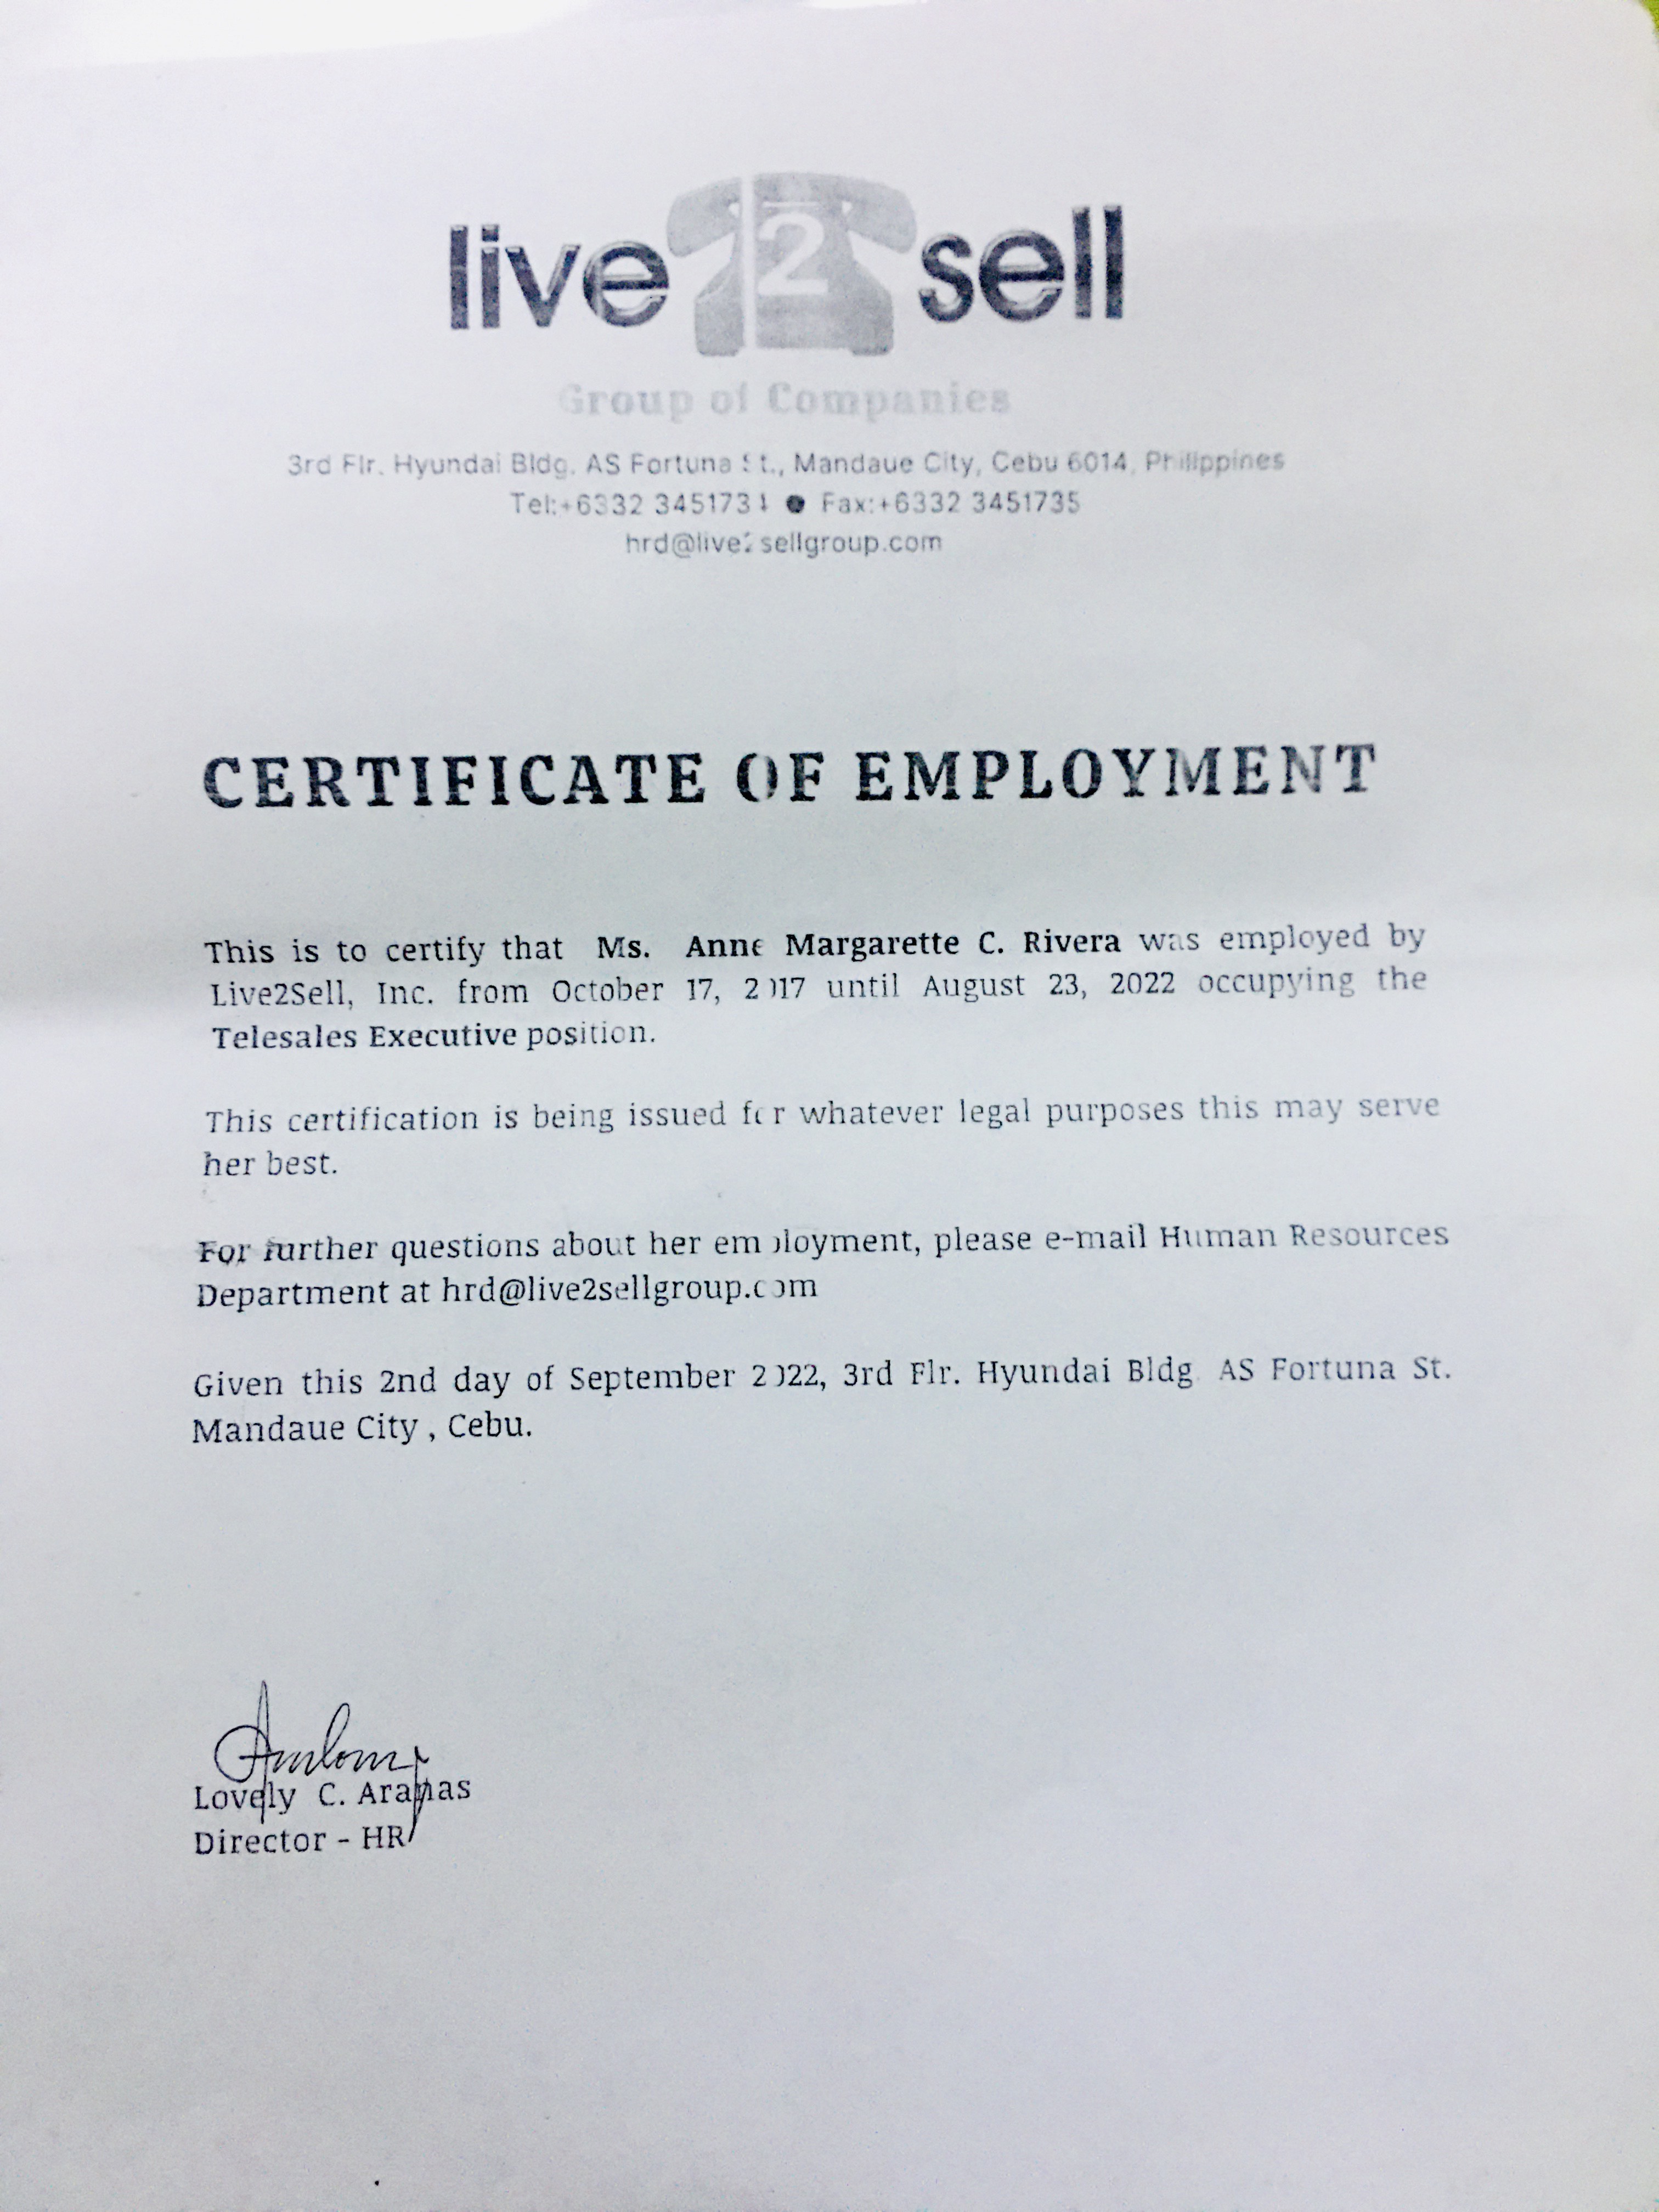 live 2 sell
Group of Companies
3rd Flr. Hyundai Bldg. AS Fortuna St., Mandaue City, Cebu 6014, Philippines
Tel:+6332 3451734 ● Fax:+6332 3451735
hrd@live2sellgroup.com
CERTIFICATE OF EMPLOYMENT
This is to certify that Ms. Anne Margarette C. Rivera was employed by
Live2Sell, Inc. from October 17, 2017 until August 23, 2022 occupying the
Telesales Executive position.
This certification is being issued for whatever legal purposes this may serve
her best.
For further questions about her employment, please e-mail Human Resources
Department at hrd@live2sellgroup.com
Given this 2nd day of September 2022, 3rd Flr. Hyundai Bldg. AS Fortuna St.
Mandaue City , Cebu.
Lovely C. Aranas
Director - HR